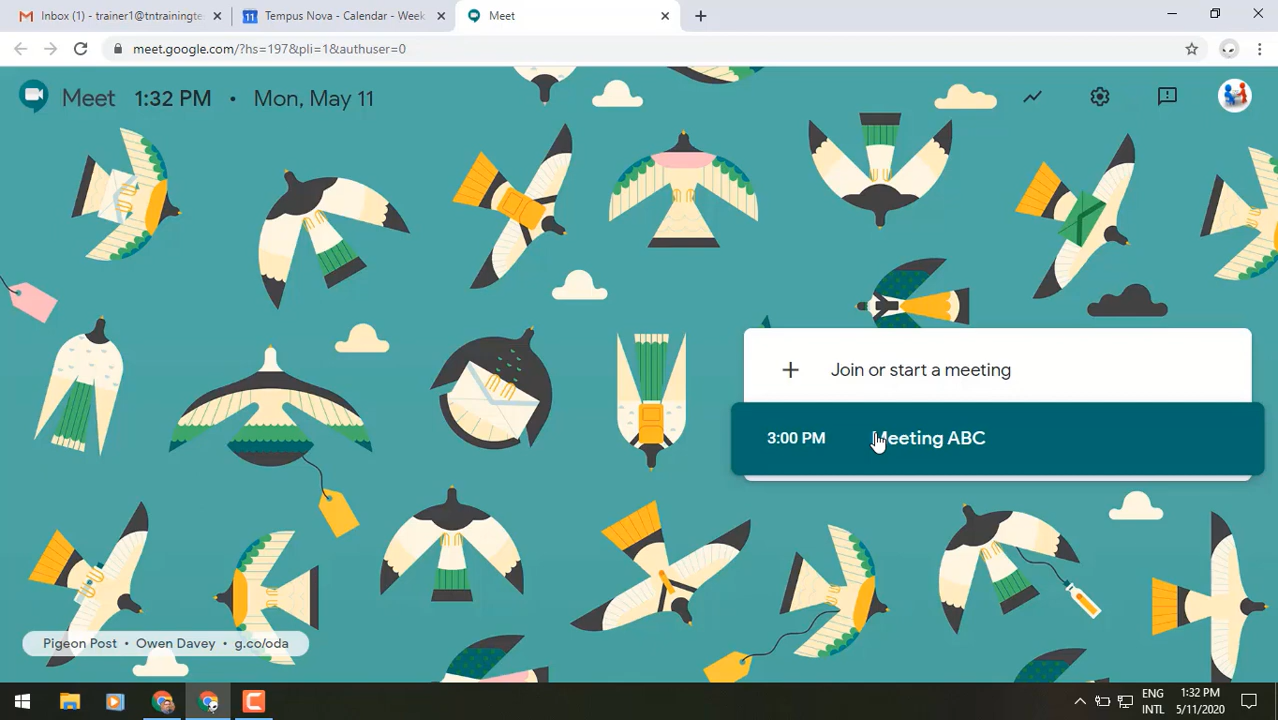 Inbox (1) - trainer1@tntrainingte
Tempus Nova - Calendar - Week
Meet
meet.google.com/?hs=197&pli=1&authuser=0
Meet 1:32 PM • Mon, May 11
Join or start a meeting
3:00 PM Meeting ABC
Pigeon Post • Owen Davey • g.co/oda
ENG
INTL
1:32 PM
5/11/2020